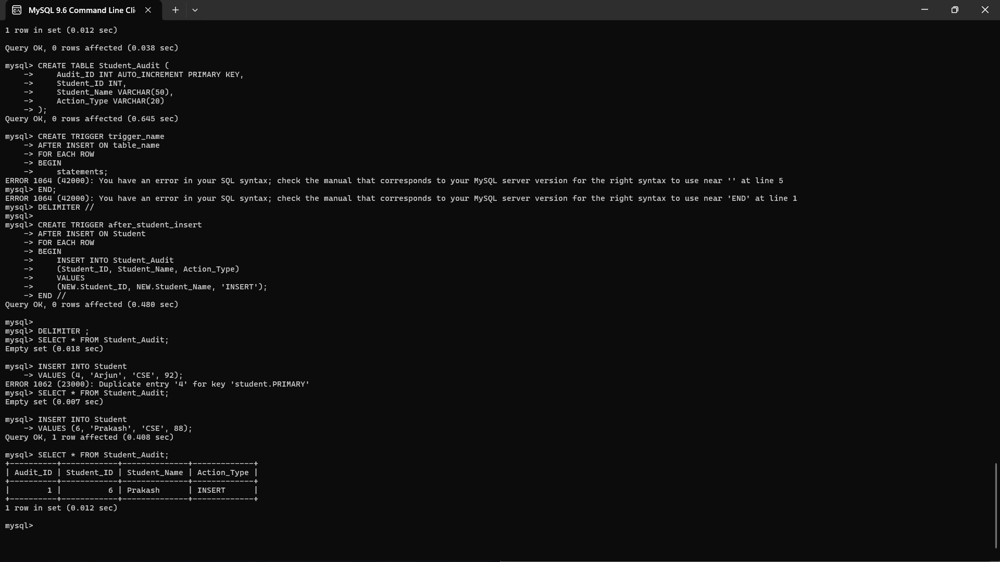 MySQL 9.6 Command Line Cli
1 row in set (0.012 sec)
Query OK, 0 rows affected (0.038 sec)
mysql> CREATE TABLE Student_Audit (
    ->     Audit_ID INT AUTO_INCREMENT PRIMARY KEY,
    ->     Student_ID INT,
    ->     Student_Name VARCHAR(50),
    ->     Action_Type VARCHAR(20)
    -> );
Query OK, 0 rows affected (0.645 sec)
mysql> CREATE TRIGGER trigger_name
    -> AFTER INSERT ON table_name
    -> FOR EACH ROW
    -> BEGIN
    ->     statements;
ERROR 1064 (42000): You have an error in your SQL syntax; check the manual that corresponds to your MySQL server version for the right syntax to use near '' at line 5
mysql> END;
ERROR 1064 (42000): You have an error in your SQL syntax; check the manual that corresponds to your MySQL server version for the right syntax to use near 'END' at line 1
mysql> DELIMITER //
mysql>
mysql> CREATE TRIGGER after_student_insert
    -> AFTER INSERT ON Student
    -> FOR EACH ROW
    -> BEGIN
    ->     INSERT INTO Student_Audit
    ->     (Student_ID, Student_Name, Action_Type)
    ->     VALUES
    ->     (NEW.Student_ID, NEW.Student_Name, 'INSERT');
    -> END //
Query OK, 0 rows affected (0.480 sec)
mysql>
mysql> DELIMITER ;
mysql> SELECT * FROM Student_Audit;
Empty set (0.018 sec)
mysql> INSERT INTO Student
    -> VALUES (4, 'Arjun', 'CSE', 92);
ERROR 1062 (23000): Duplicate entry '4' for key 'student.PRIMARY'
mysql> SELECT * FROM Student_Audit;
Empty set (0.007 sec)
mysql> INSERT INTO Student
    -> VALUES (6, 'Prakash', 'CSE', 88);
Query OK, 1 row affected (0.408 sec)
mysql> SELECT * FROM Student_Audit;
+----------+------------+--------------+-------------+
| Audit_ID | Student_ID | Student_Name | Action_Type |
+----------+------------+--------------+-------------+
|        1 |          6 | Prakash      | INSERT      |
+----------+------------+--------------+-------------+
1 row in set (0.012 sec)
mysql>